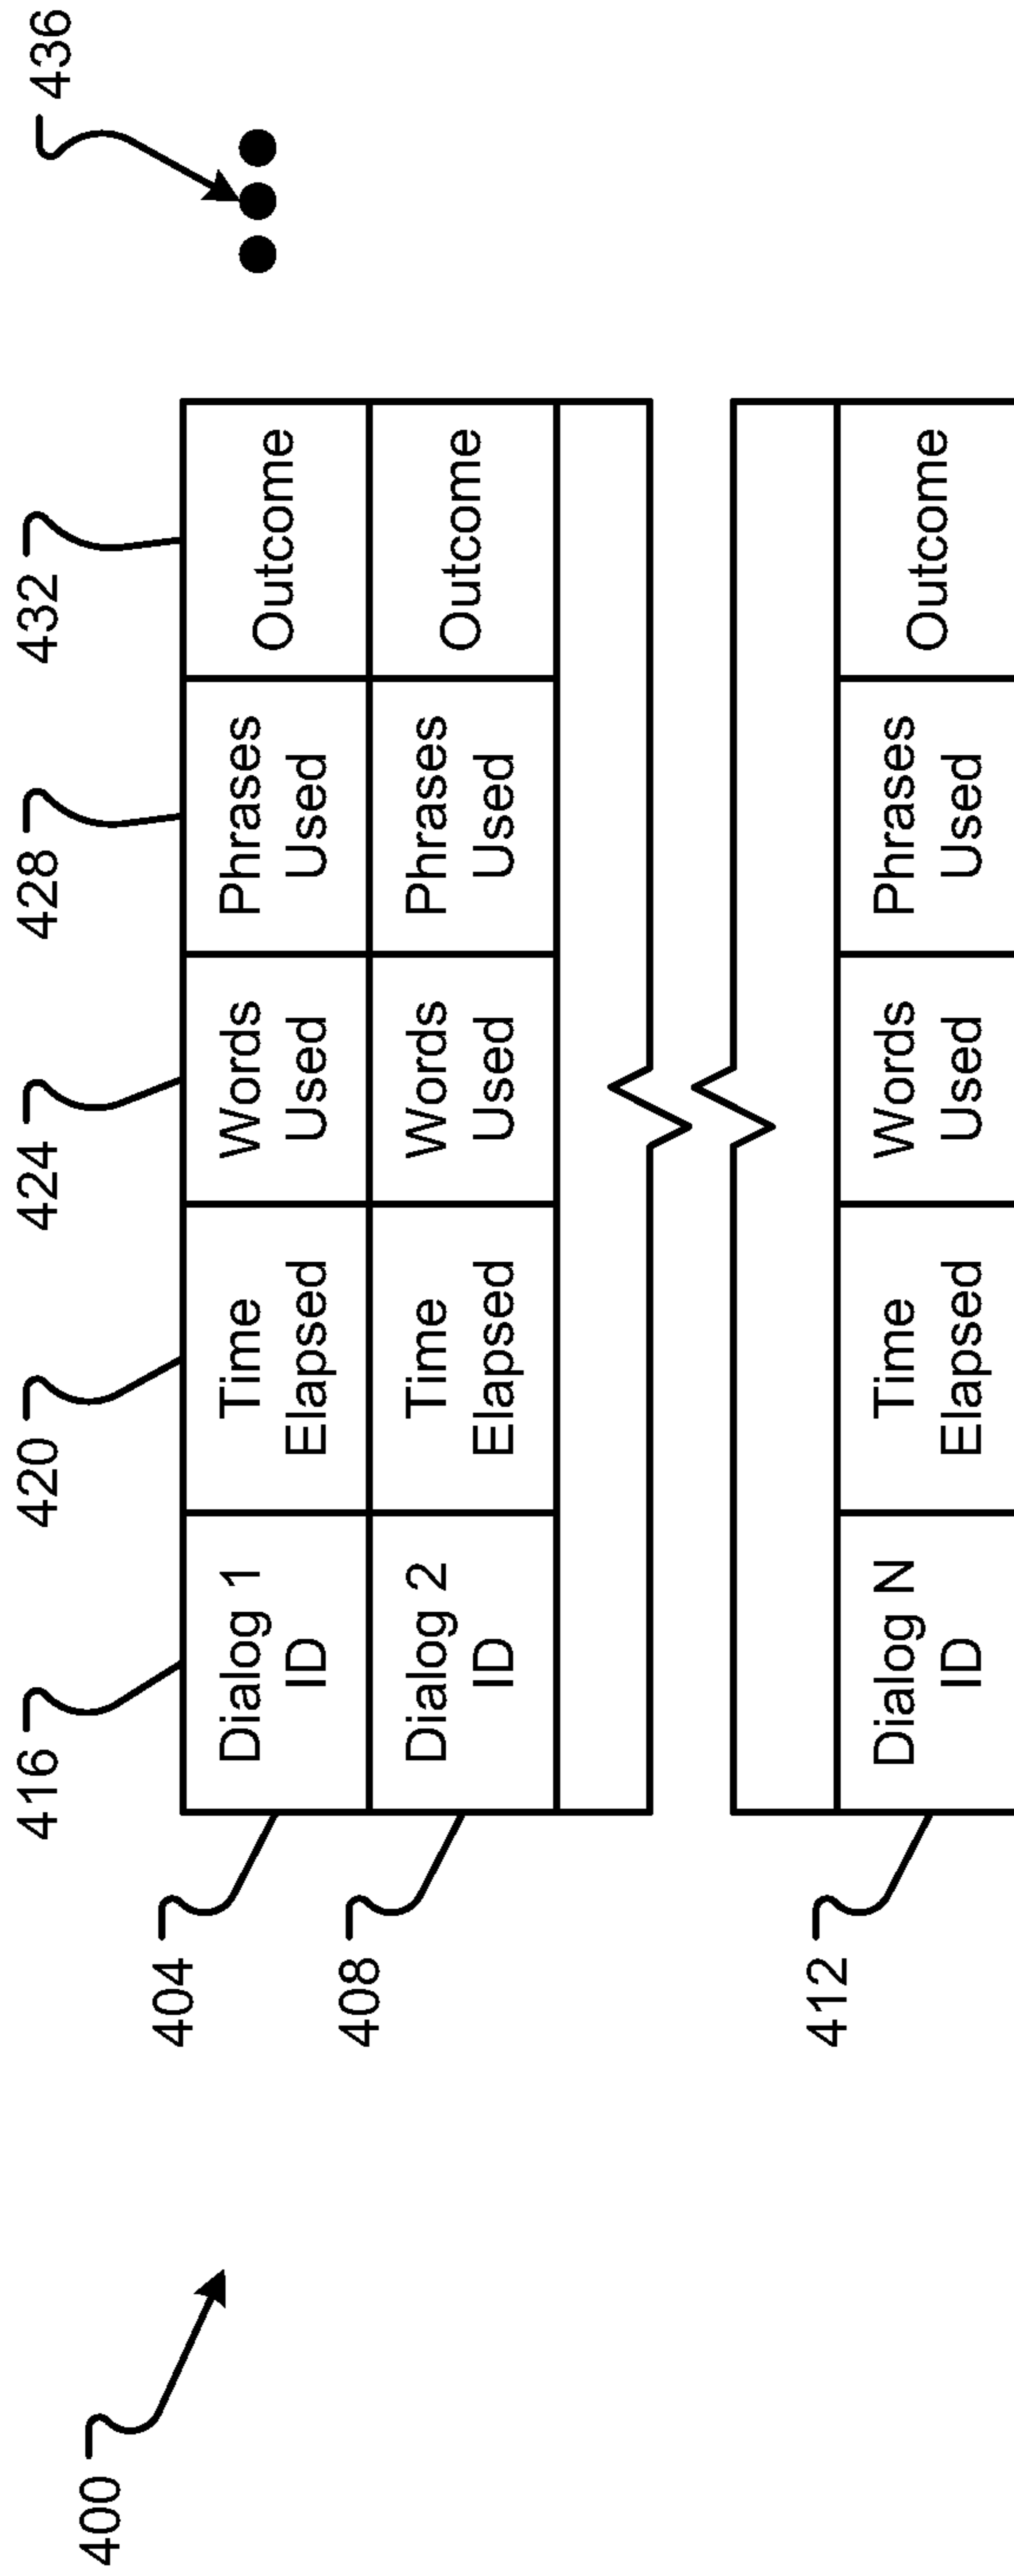 400
416
420
424
428
432
436
404
Dialog 1
ID
Time
Elapsed
Words
Used
Phrases
Used
Outcome
408
Dialog 2
ID
Time
Elapsed
Words
Used
Phrases
Used
Outcome
412
Dialog N
ID
Time
Elapsed
Words
Used
Phrases
Used
Outcome